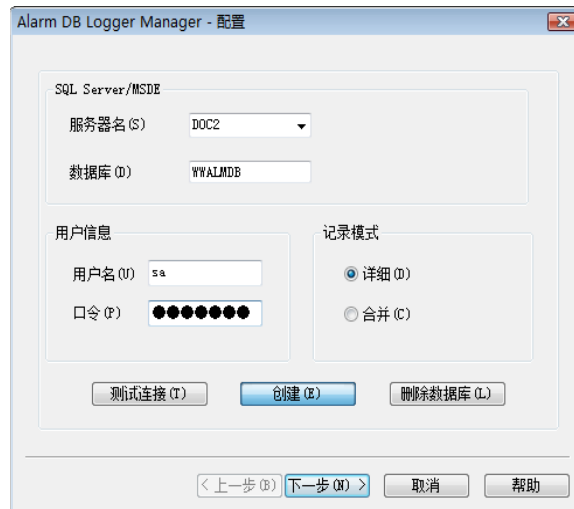 Alarm DB Logger Manager - 配置
SQL Server/MSDE
服务器名(S) DOC2
数据库(D) WWALMDB
用户信息
用户名(U) sa
口令(P) ●●●●●●●
记录模式
详细(D)
合并(C)
测试连接(T) 创建(E) 删除数据库(L)
< 上一步(B) 下一步(N) > 取消 帮助